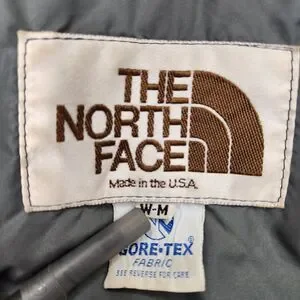 THE
NORTH
FACE
Made in the U.S.A.
W-M
GORE-TEX
FABRIC
SEE REVERSE FOR CARE